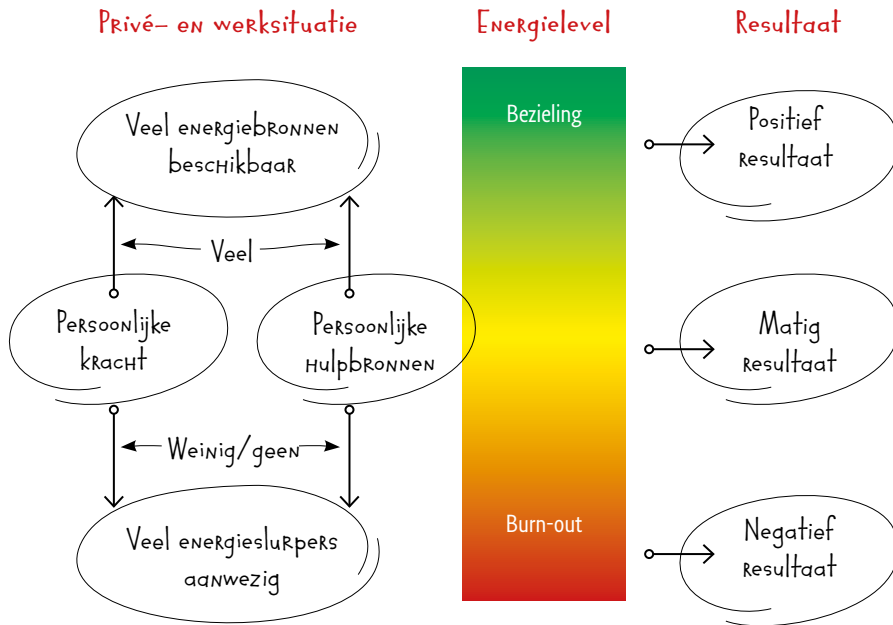 Privé- en werksituatie
Energielevel
Resultaat
Veel energiebronnen
beschikbaar
Bezieling
Positief
resultaat
Veel
Persoonlijke
kracht
Persoonlijke
hulpbronnen
Matig
resultaat
Weinig/geen
Veel energieslurpers
aanwezig
Burn-out
Negatief
resultaat